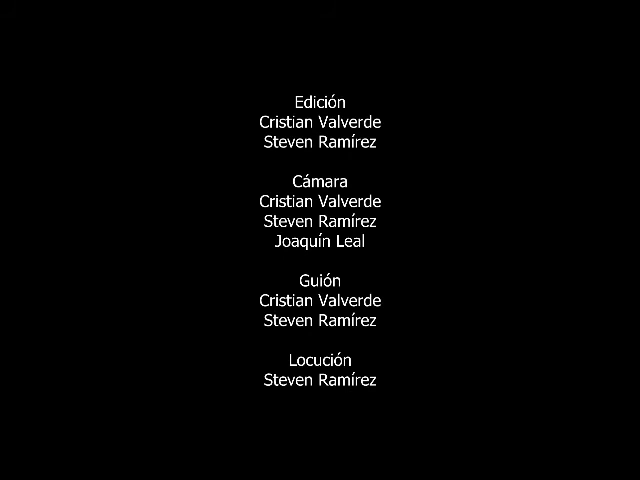 Edición
Cristian Valverde
Steven Ramírez
Cámara
Cristian Valverde
Steven Ramírez
Joaquín Leal
Guión
Cristian Valverde
Steven Ramírez
Locución
Steven Ramírez